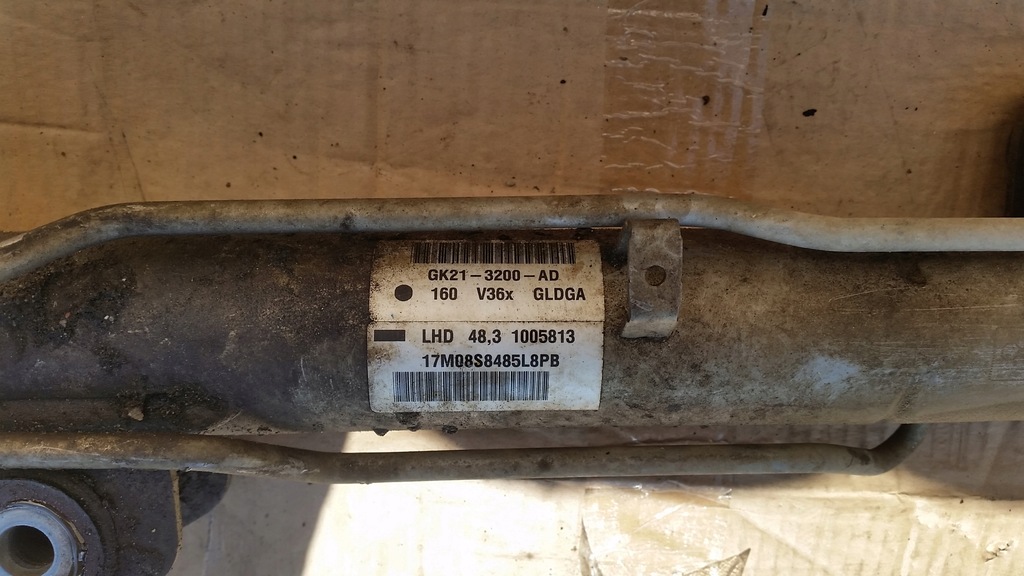 GK21-3200-AD
160 V36x GLDGA
LHD 48,3 1005813
17M08S8485L8PB